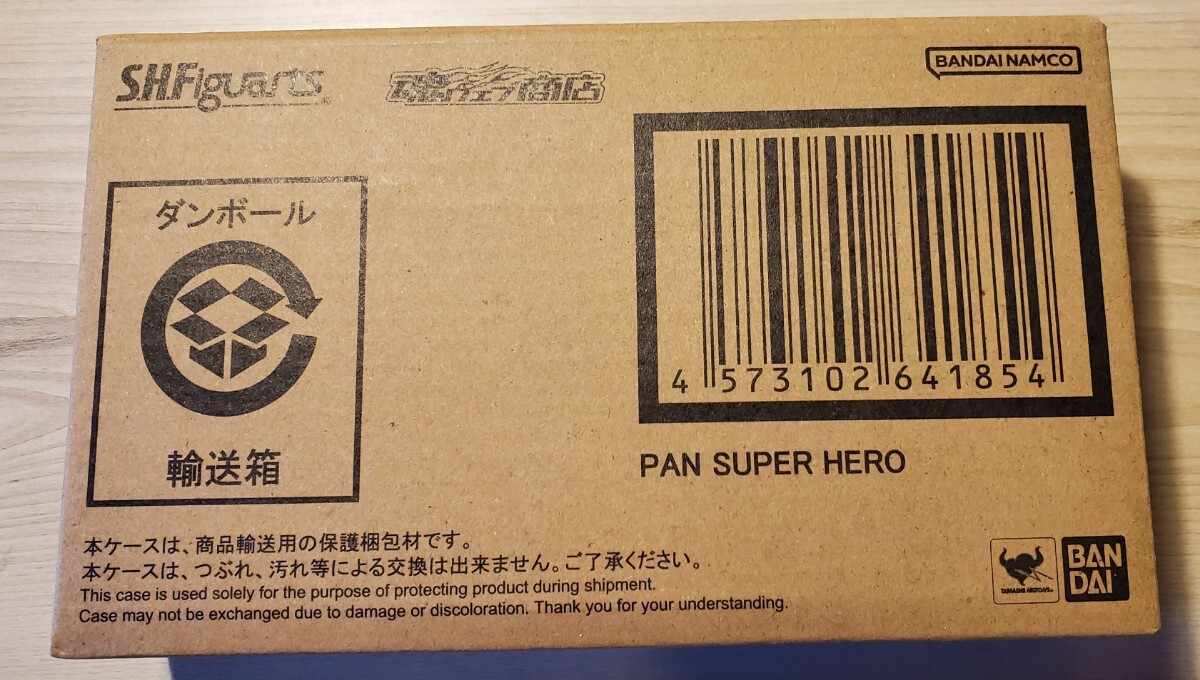 S.H.Figuarts
魂ウェブ商店
BANDAI NAMCO
ダンボール
輸送箱
4 573102 641854
PAN SUPER HERO
本ケースは、商品輸送用の保護梱包材です。
本ケースは、つぶれ、汚れ等による交換は出来ません。ご了承ください。
This case is used solely for the purpose of protecting product during shipment.
Case may not be exchanged due to damage or discoloration. Thank you for your understanding.
TAMASHII NATIONS
BAN
DAI